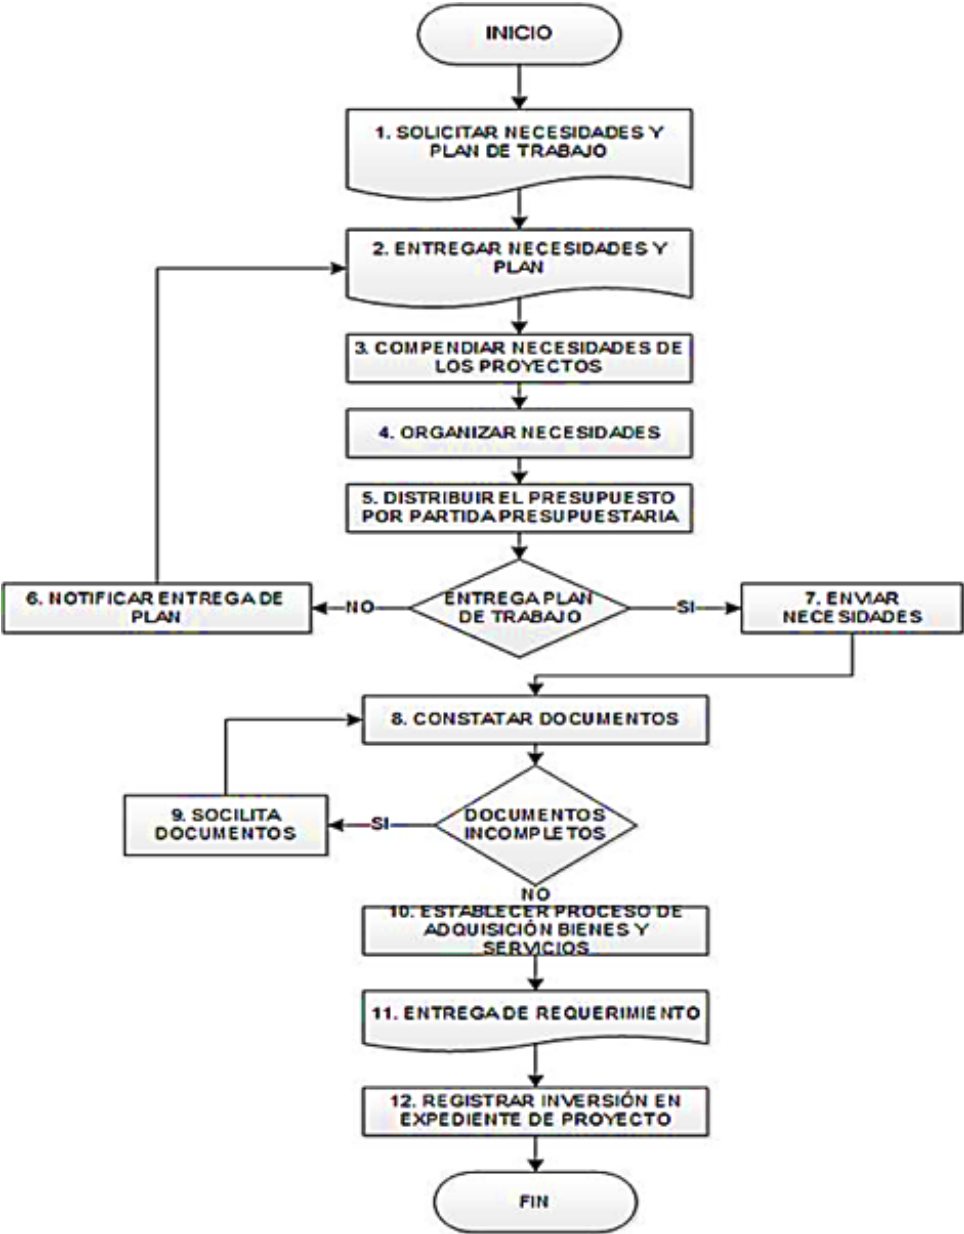 INICIO
1. SOLICITAR NECESIDADES Y
PLAN DE TRABAJO
2. ENTREGAR NECESIDADES Y
PLAN
3. COMPENDIAR NECESIDADES DE
LOS PROYECTOS
4. ORGANIZAR NECESIDADES
5. DISTRIBUIR EL PRESUPUESTO
POR PARTIDA PRESUPUESTARIA
6. NOTIFICAR ENTREGA DE
PLAN
NO
ENTREGA PLAN
DE TRABAJO
SI
7. ENVIAR
NECESIDADES
8. CONSTATAR DOCUMENTOS
9. SOCILITA
DOCUMENTOS
SI
DOCUMENTOS
INCOMPLETOS
NO
10. ESTABLECER PROCESO DE
ADQUISICIÓN BIENES Y
SERVICIOS
11. ENTREGA DE REQUERIMIENTO
12. REGISTRAR INVERSIÓN EN
EXPEDIENTE DE PROYECTO
FIN